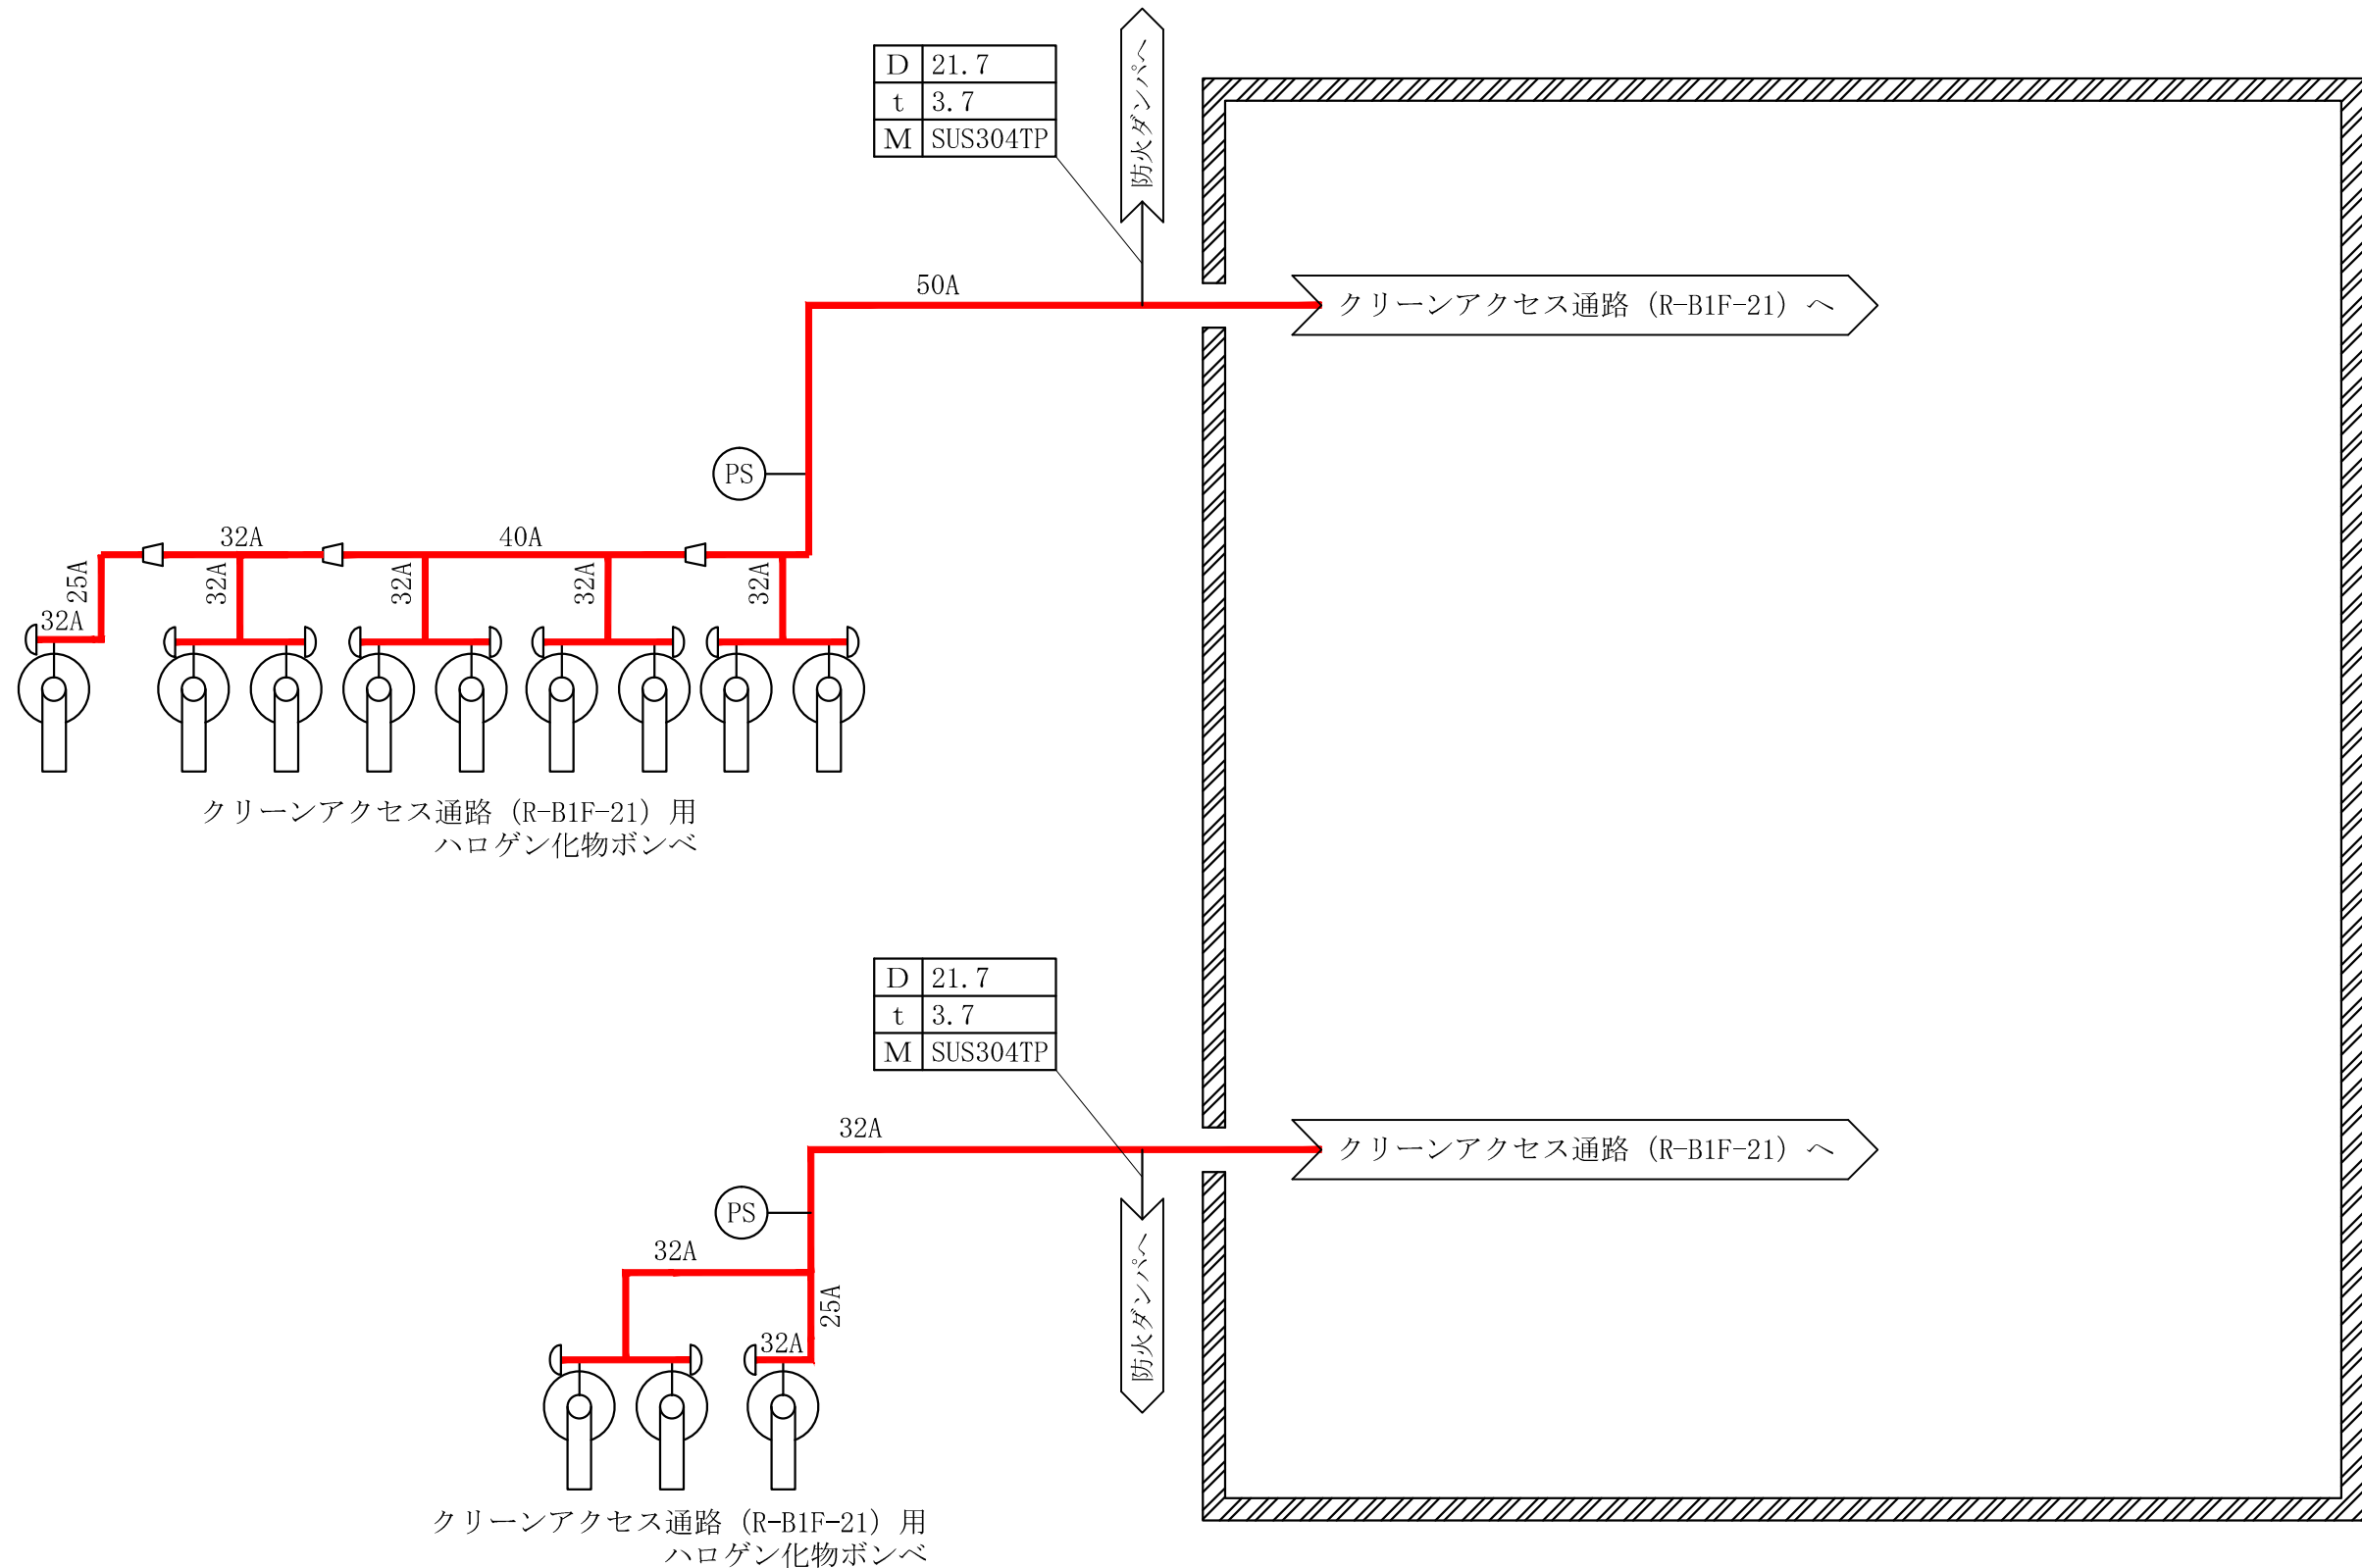 D 21.7
t 3.7
M SUS304TP
防火ダンパへ
50A
クリーンアクセス通路（R-B1F-21）へ
PS
32A
40A
25A
32A
32A
32A
32A
32A
クリーンアクセス通路（R-B1F-21）用
ハロゲン化物ボンベ
D 21.7
t 3.7
M SUS304TP
32A
クリーンアクセス通路（R-B1F-21）へ
PS
32A
25A
防火ダンパへ
32A
クリーンアクセス通路（R-B1F-21）用
ハロゲン化物ボンベ